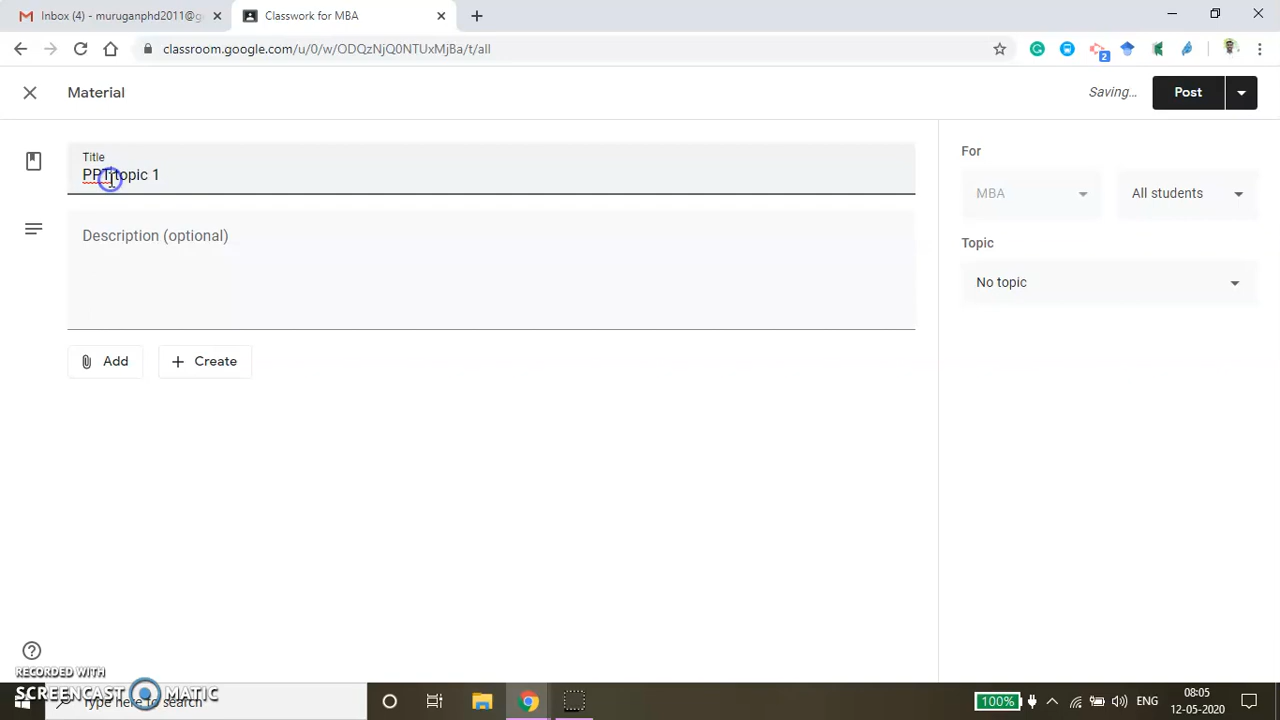 Inbox (4) - muruganphd2011@g
Classwork for MBA
classroom.google.com/u/0/w/ODQzNjQ0NTUxMjBa/t/all
2
Material
Saving...
Post
Title
PPT topic 1
Description (optional)
Add
Create
For
MBA
All students
Topic
No topic
RECORDED WITH
SCREENCAST MATIC
Type here to search
100%
ENG
08:05
12-05-2020